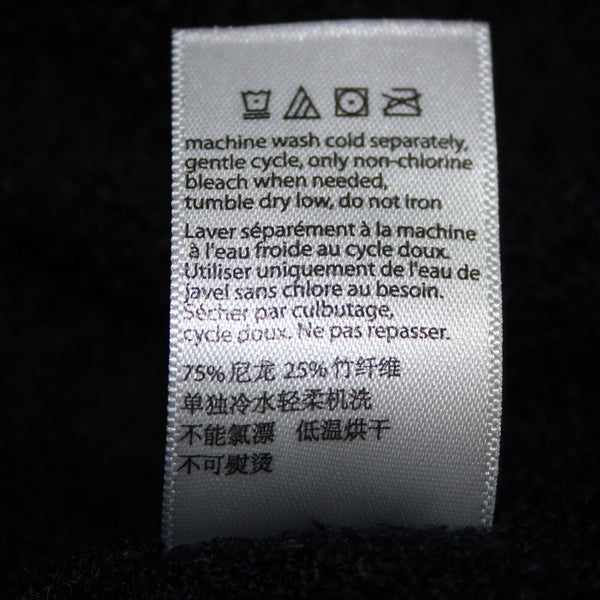 machine wash cold separately,
gentle cycle, only non-chlorine
bleach when needed,
tumble dry low, do not iron
Laver séparément à la machine
à l'eau froide au cycle doux.
Utiliser uniquement de l'eau de
javel sans chlore au besoin.
Sécher par culbutage,
cycle doux. Ne pas repasser.
75% 尼龙 25% 竹纤维
单独冷水轻柔机洗
不能氯漂 低温烘干
不可熨烫